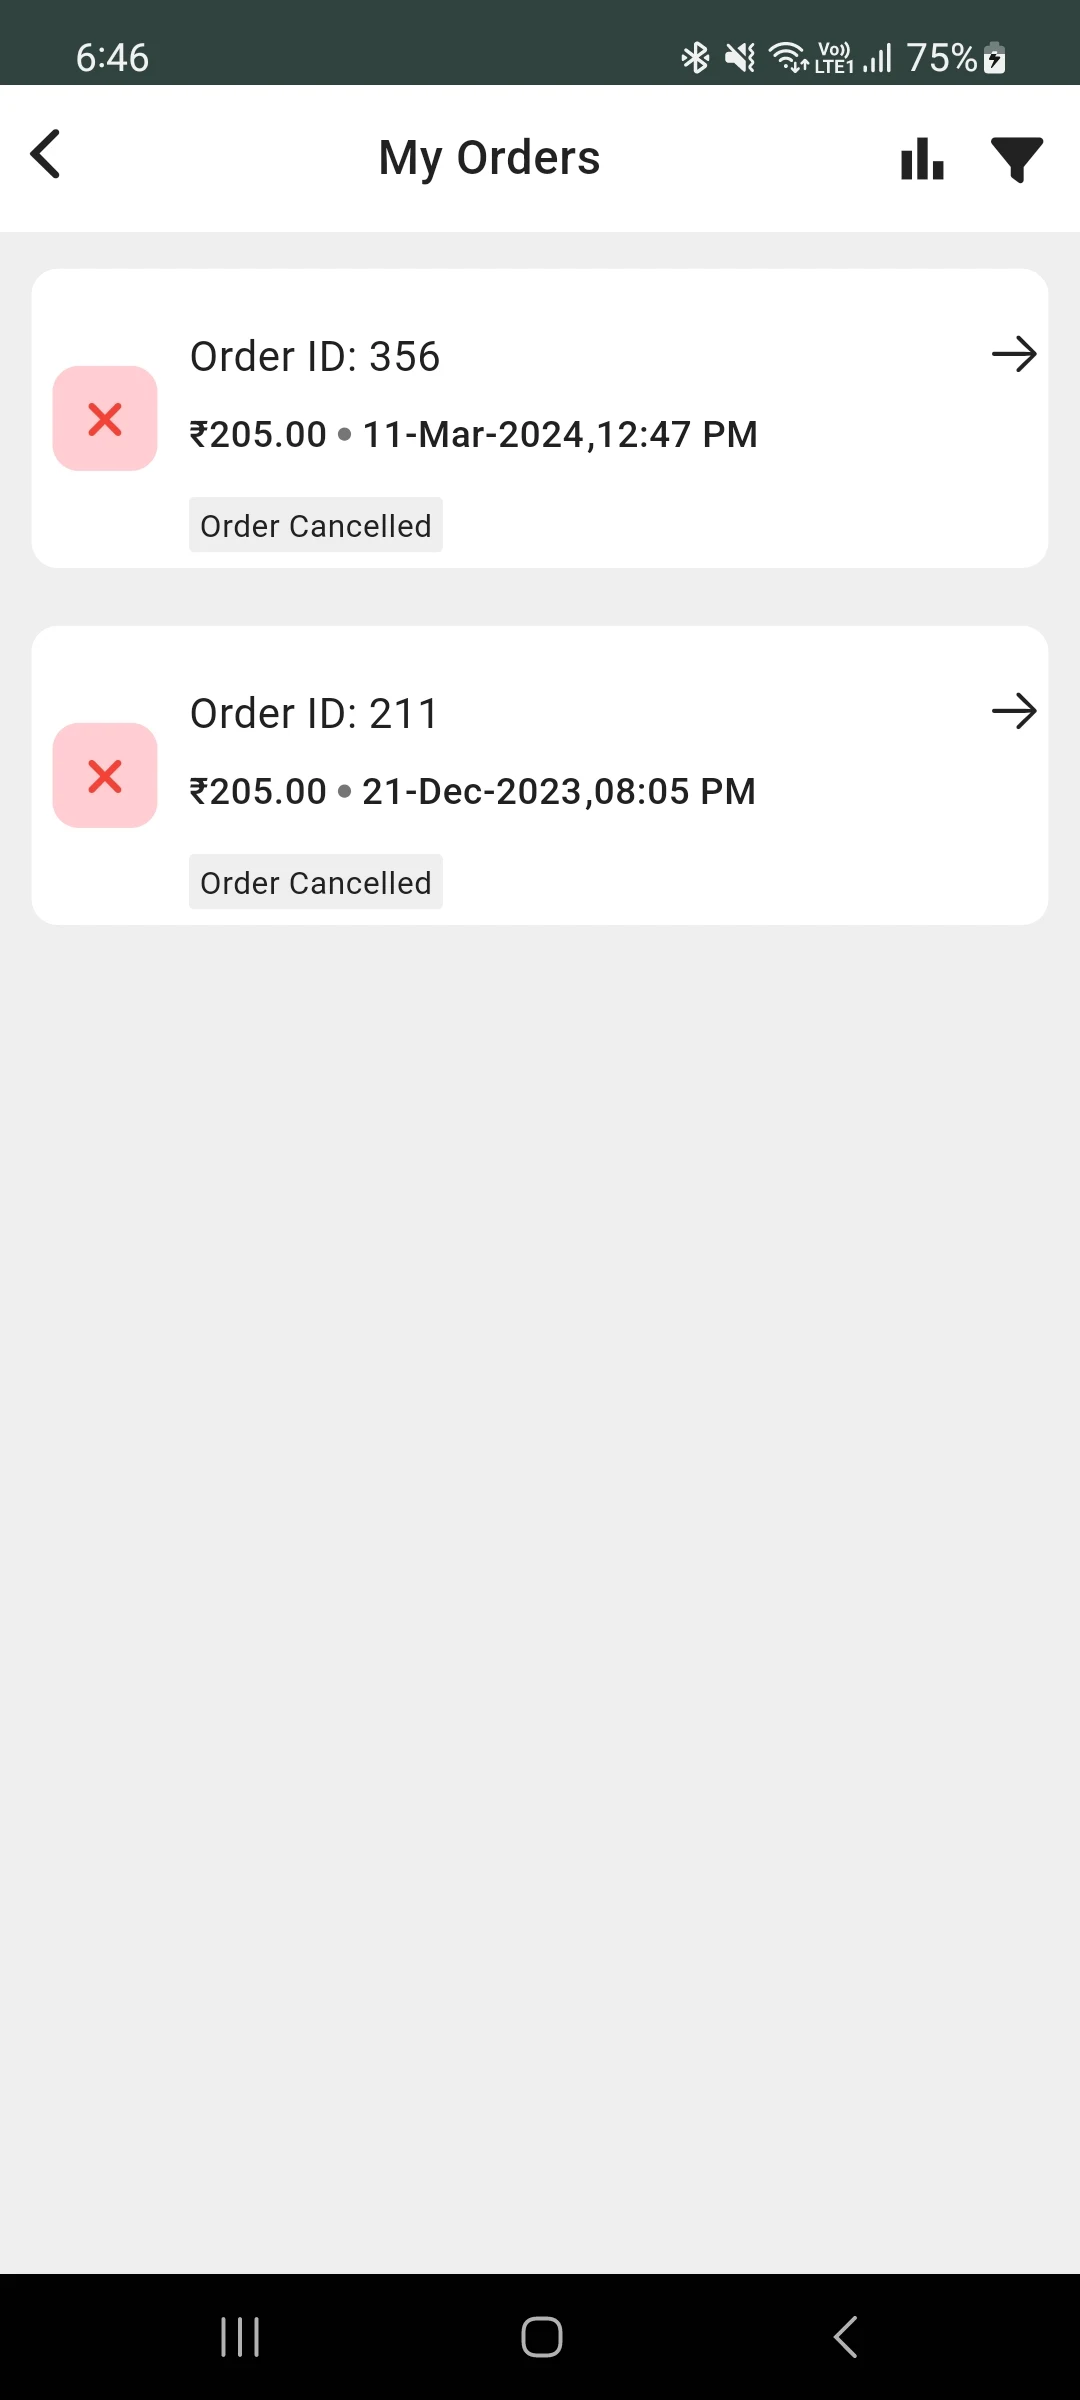 6:46
Vo)) LTE1 75%
My Orders
Order ID: 356
₹205.00 • 11-Mar-2024,12:47 PM
Order Cancelled
Order ID: 211
₹205.00 • 21-Dec-2023,08:05 PM
Order Cancelled